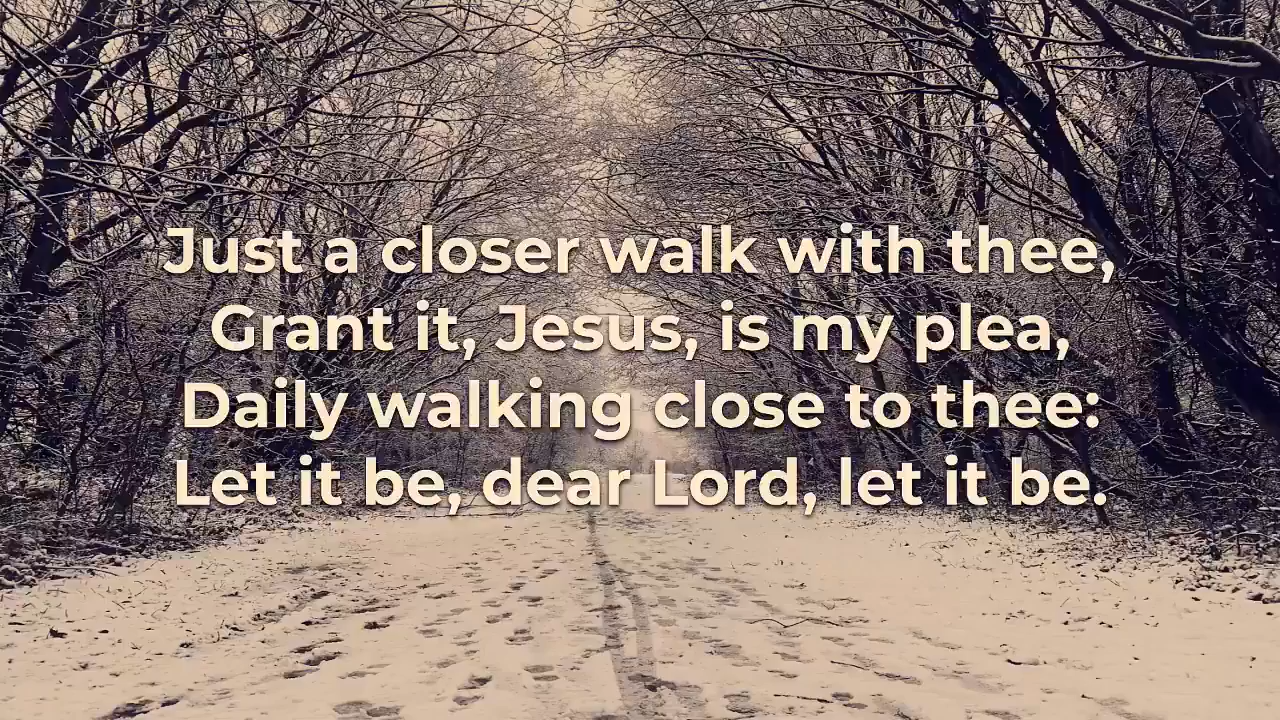 Just a closer walk with thee,
Grant it, Jesus, is my plea,
Daily walking close to thee:
Let it be, dear Lord, let it be.